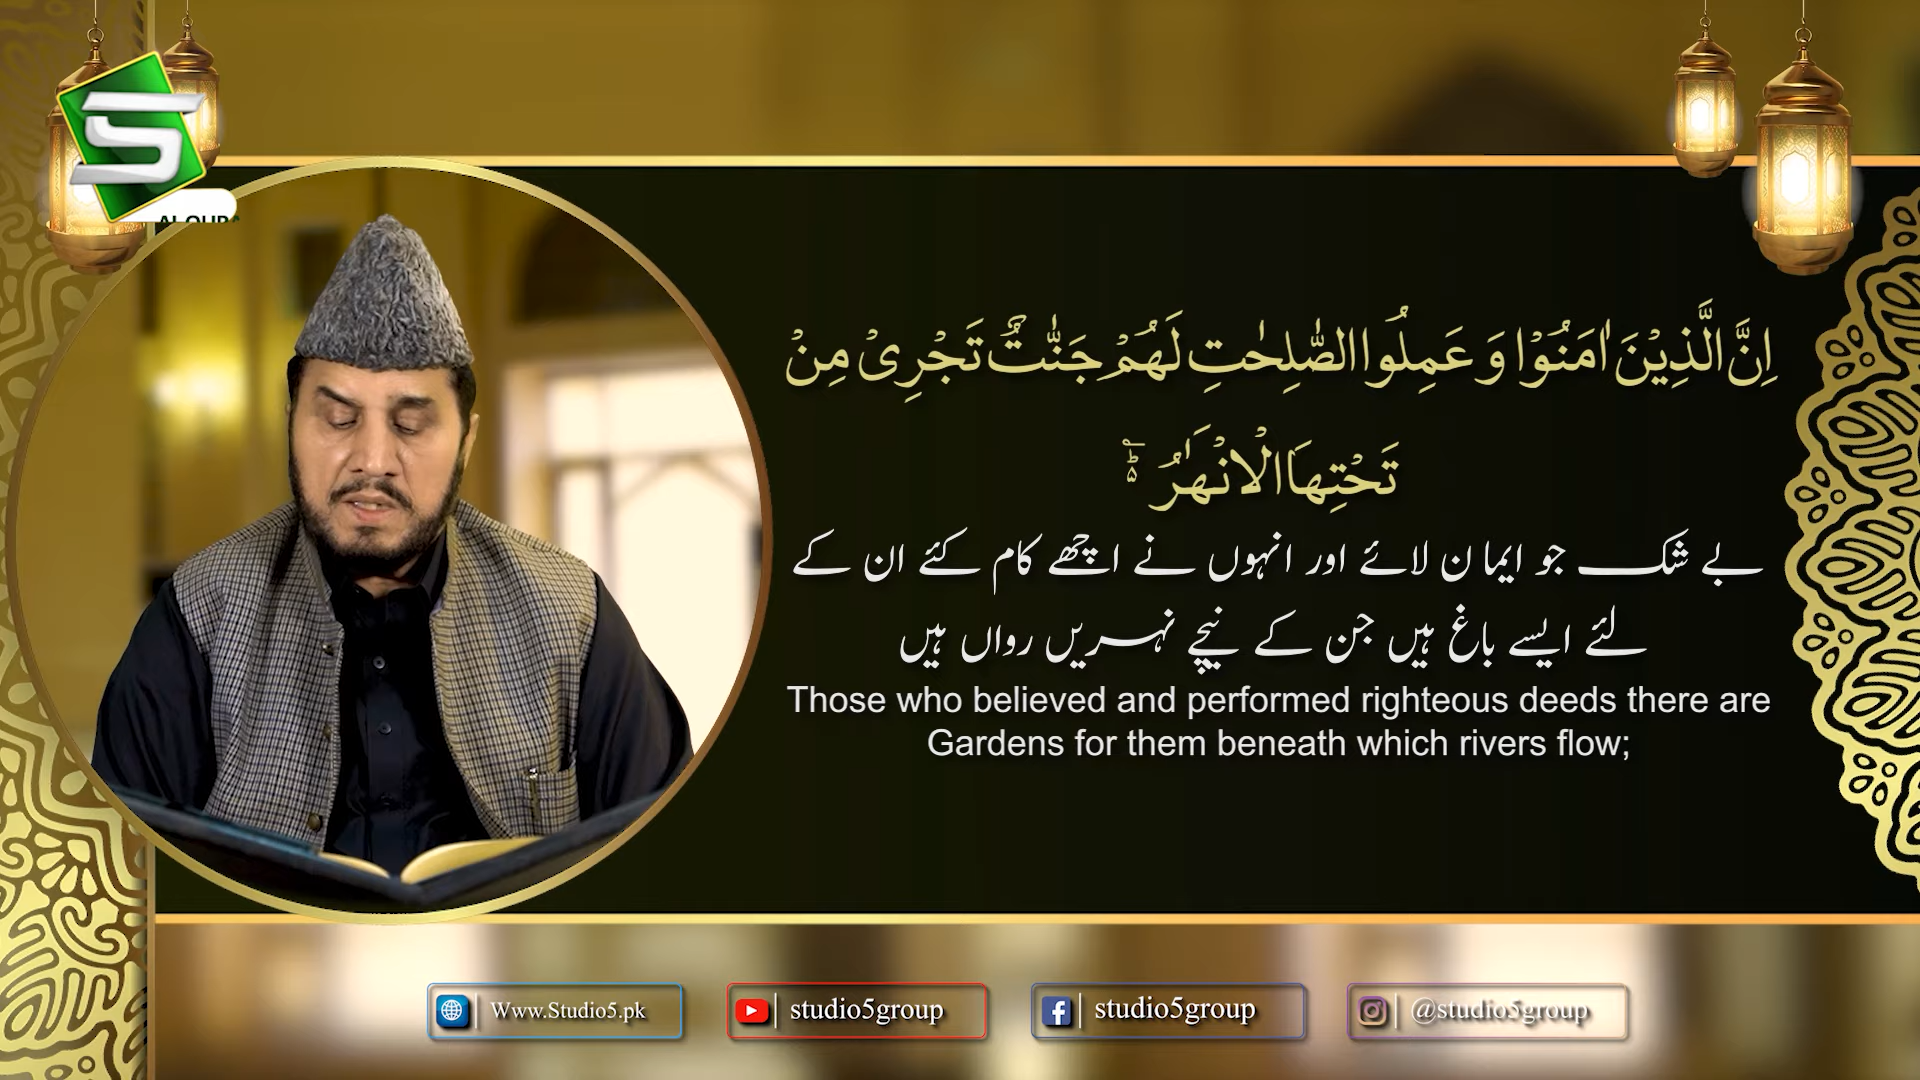 S
اِنَّ الَّذِیْنَ اٰمَنُوْا وَ عَمِلُوا الصّٰلِحٰتِ لَهُمْ جَنّٰتٌ تَجْرِیْ مِنْ
تَحْتِهَا الْاَنْهٰرُ ؕ۬
بے شک جو ایمان لائے اور انہوں نے اچھے کام کئے ان کے
لئے ایسے باغ ہیں جن کے نیچے نہریں رواں ہیں
Those who believed and performed righteous deeds there are
Gardens for them beneath which rivers flow;
Www.Studio5.pk
studio5group
studio5group
@studio5group